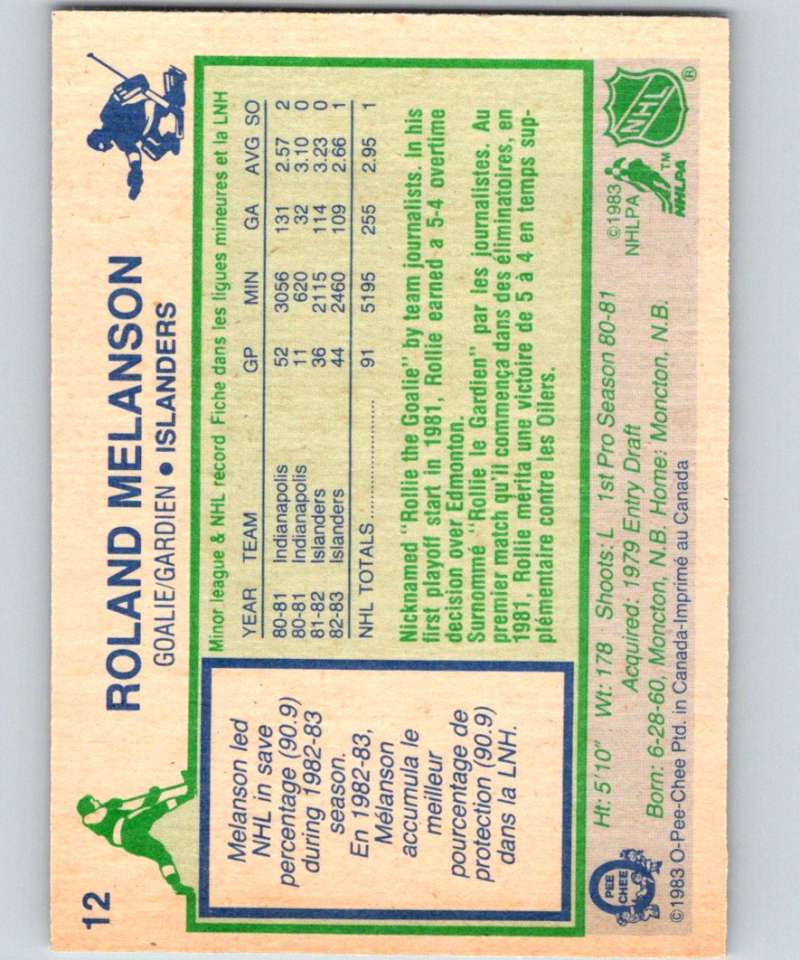 12
ROLAND MELANSON
GOALIE/GARDIEN • ISLANDERS
Melanson led
NHL in save
percentage (90.9)
during 1982-83
season.
En 1982-83,
Mélanson
accumula le
meilleur
pourcentage de
protection (90.9)
dans la LNH.
Minor league & NHL record Fiche dans les ligues mineures et la LNH
YEAR TEAM GP MIN GA AVG SO
80-81 Indianapolis 52 3056 131 2.57 2
80-81 Indianapolis 11 620 32 3.10 0
81-82 Islanders 36 2115 114 3.23 0
82-83 Islanders 44 2460 109 2.66 1
NHL TOTALS 91 5195 255 2.95 1
Nicknamed "Rollie the Goalie" by team journalists. In his
first playoff start in 1981, Rollie earned a 5-4 overtime
decision over Edmonton.
Surnommé "Rollie le Gardien" par les journalistes. Au
premier match qu'il commença dans des éliminatoires, en
1981, Rollie mérita une victoire de 5 à 4 en temps sup-
plémentaire contre les Oilers.
Ht: 5'10" Wt: 178 Shoots: L 1st Pro Season 80-81
Acquired: 1979 Entry Draft
Born: 6-28-60, Moncton, N.B. Home: Moncton, N.B.
©1983 O-Pee-Chee Ptd. in Canada-Imprimé au Canada
PEE
CHEE
©1983
NHLPA
NHLPA
TM
NHL
®